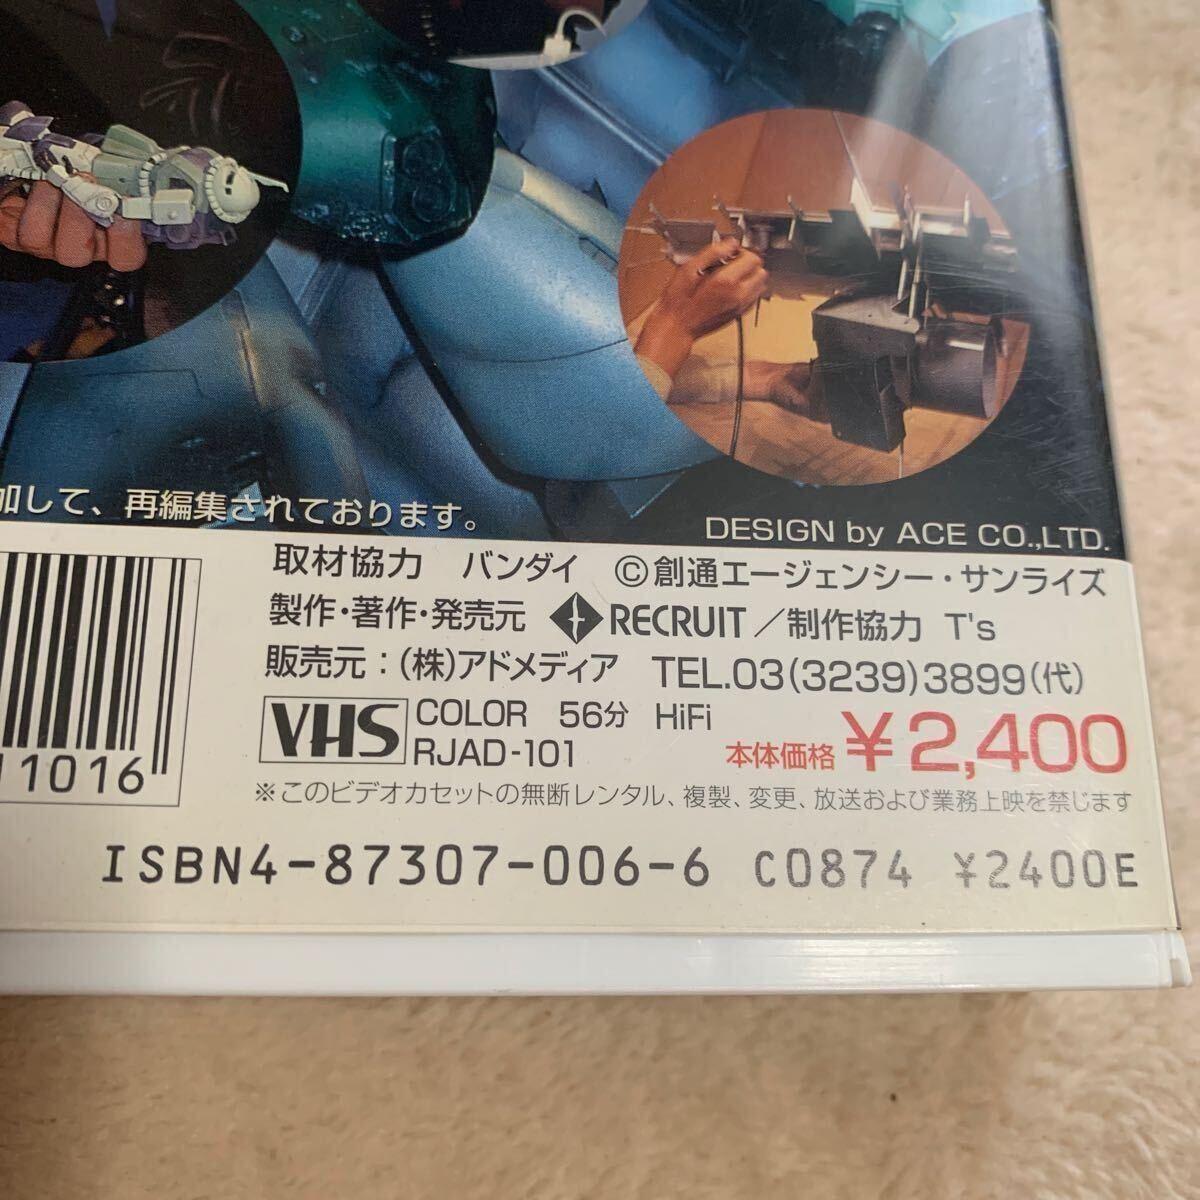 加して、再編集されております。
DESIGN by ACE CO.,LTD.
取材協力 バンダイ ©創通エージェンシー・サンライズ
製作・著作・発売元 RECRUIT/制作協力 T's
販売元:(株)アドメディア TEL.03(3239)3899(代)
VHS COLOR 56分 HiFi
RJAD-101
本体価格 ¥2,400
11016
※このビデオカセットの無断レンタル、複製、変更、放送および業務上映を禁じます
ISBN4-87307-006-6 C0874 ¥2400E